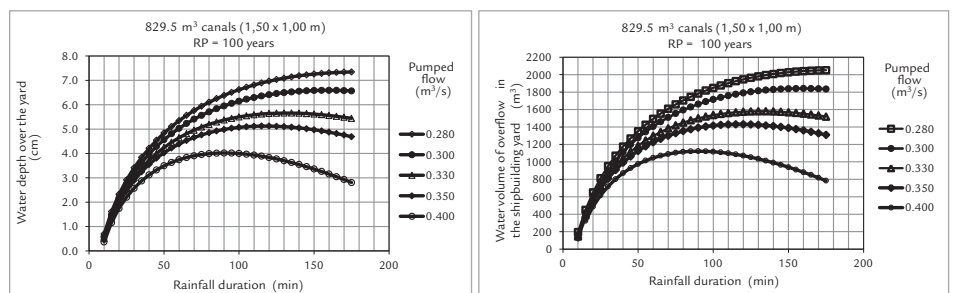 829.5 m³ canals (1,50 x 1,00 m)
RP = 100 years
8.0
7.0
6.0
5.0
4.0
3.0
2.0
1.0
0.0
Water depth over the yard
(cm)
0 50 100 150 200
Rainfall duration (min)
Pumped
flow
(m³/s)
0.280
0.300
0.330
0.350
0.400
829.5 m³ canals (1,50 x 1,00 m)
RP = 100 years
2200
2000
1800
1600
1400
1200
1000
800
600
400
200
0
Water volume of overflow in
the shipbuilding yard (m³)
0 50 100 150 200
Rainfall duration (min)
Pumped
flow
(m³/s)
0.280
0.300
0.330
0.350
0.400